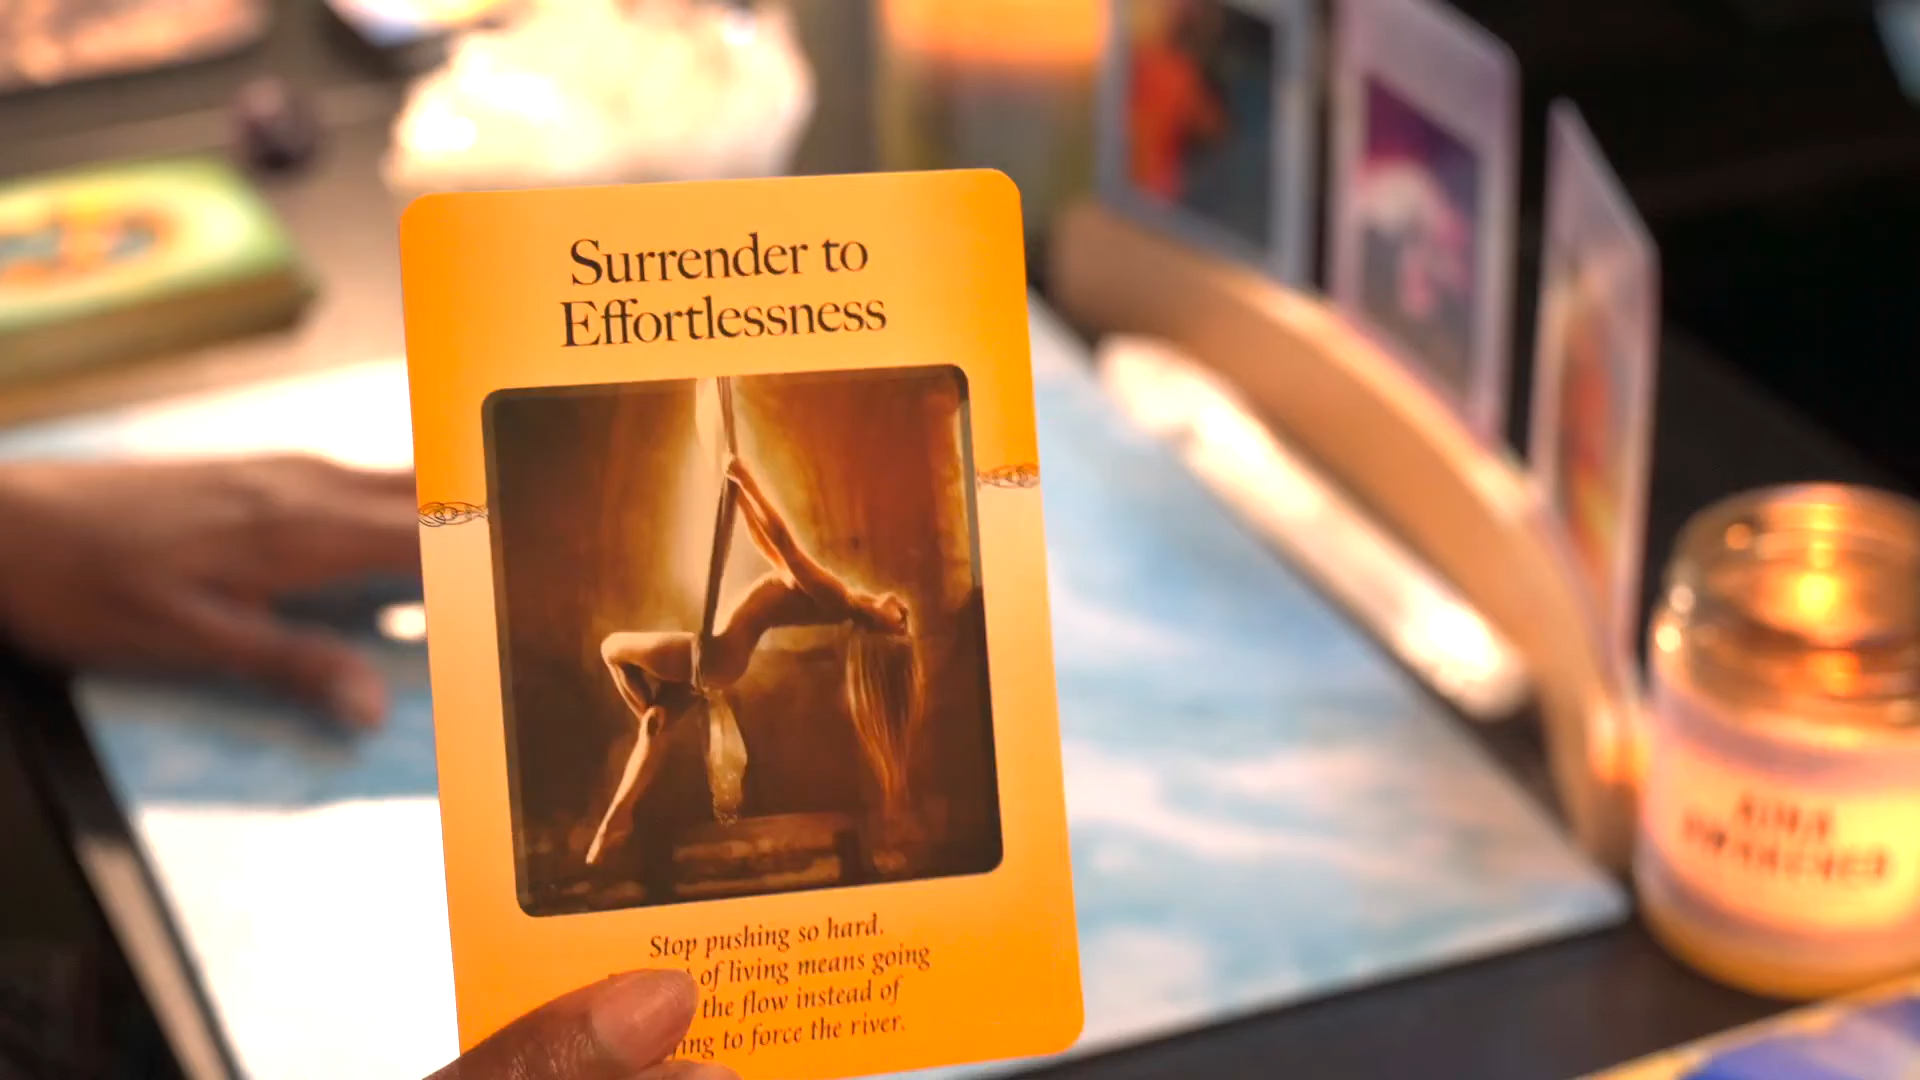 Surrender to
Effortlessness
Stop pushing so hard.
of living means going
the flow instead of
to force the river.